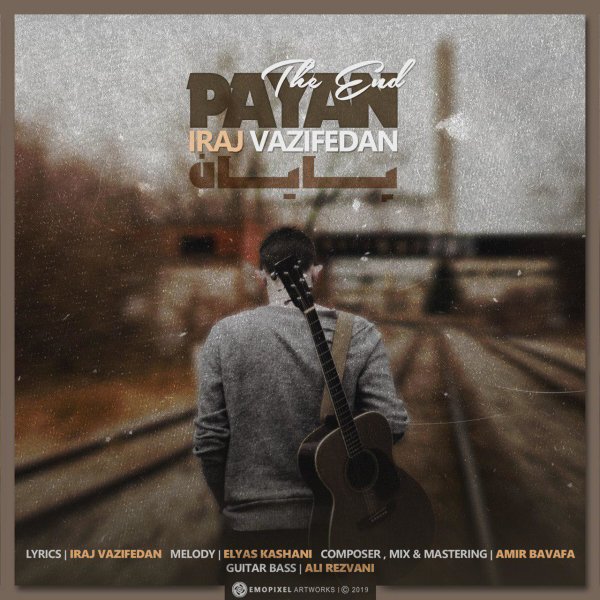 The End
PAYAN
IRAJ VAZIFEDAN
پایان
LYRICS | IRAJ VAZIFEDAN MELODY | ELYAS KASHANI COMPOSER , MIX & MASTERING | AMIR BAVAFA
GUITAR BASS | ALI REZVANI
EMOPIXEL ARTWORKS | © 2019